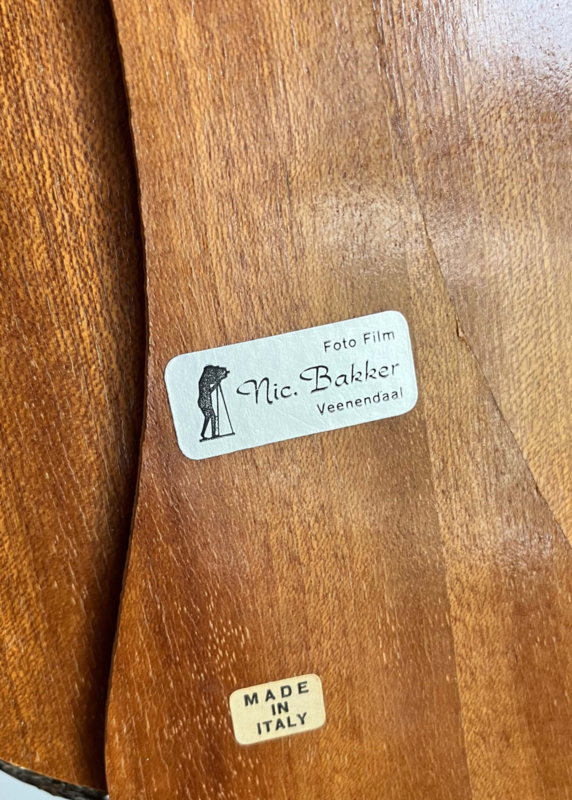 Foto Film
Nic. Bakker
Veenendaal
MADE
IN
ITALY